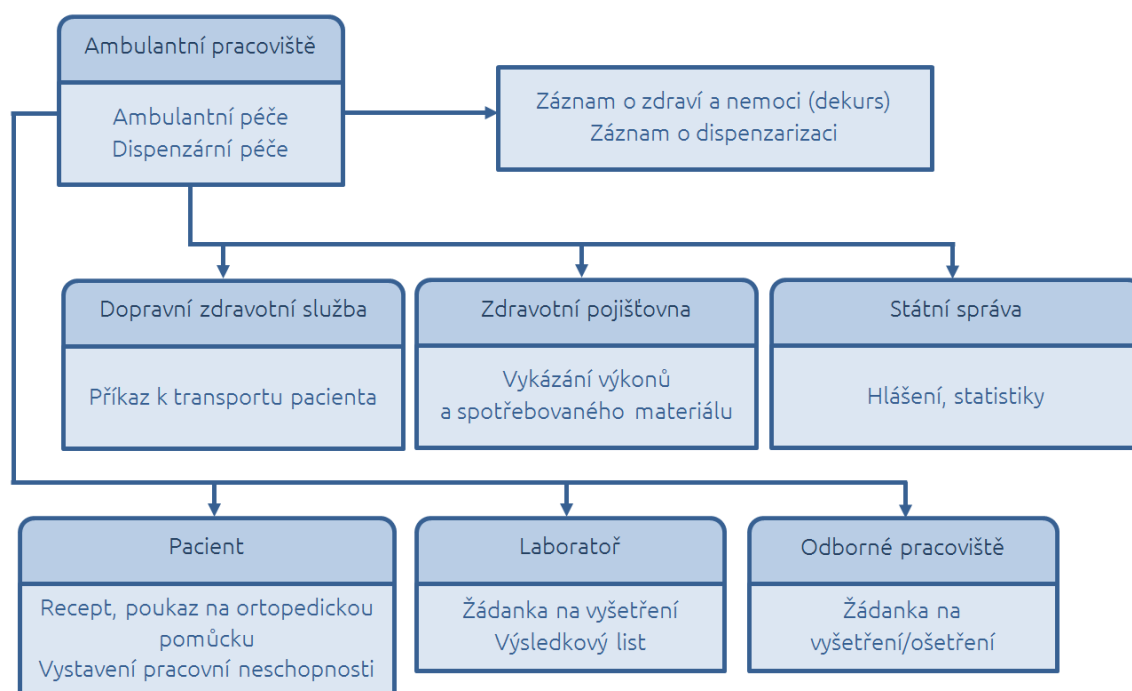 Ambulantní pracoviště
Ambulantní péče
Dispenzární péče
Záznam o zdraví a nemoci (dekurs)
Záznam o dispenzarizaci
Dopravní zdravotní služba
Příkaz k transportu pacienta
Zdravotní pojišťovna
Vykázání výkonů
a spotřebovaného materiálu
Státní správa
Hlášení, statistiky
Pacient
Recept, poukaz na ortopedickou
pomůcku
Vystavení pracovní neschopnosti
Laboratoř
Žádanka na vyšetření
Výsledkový list
Odborné pracoviště
Žádanka na
vyšetření/ošetření